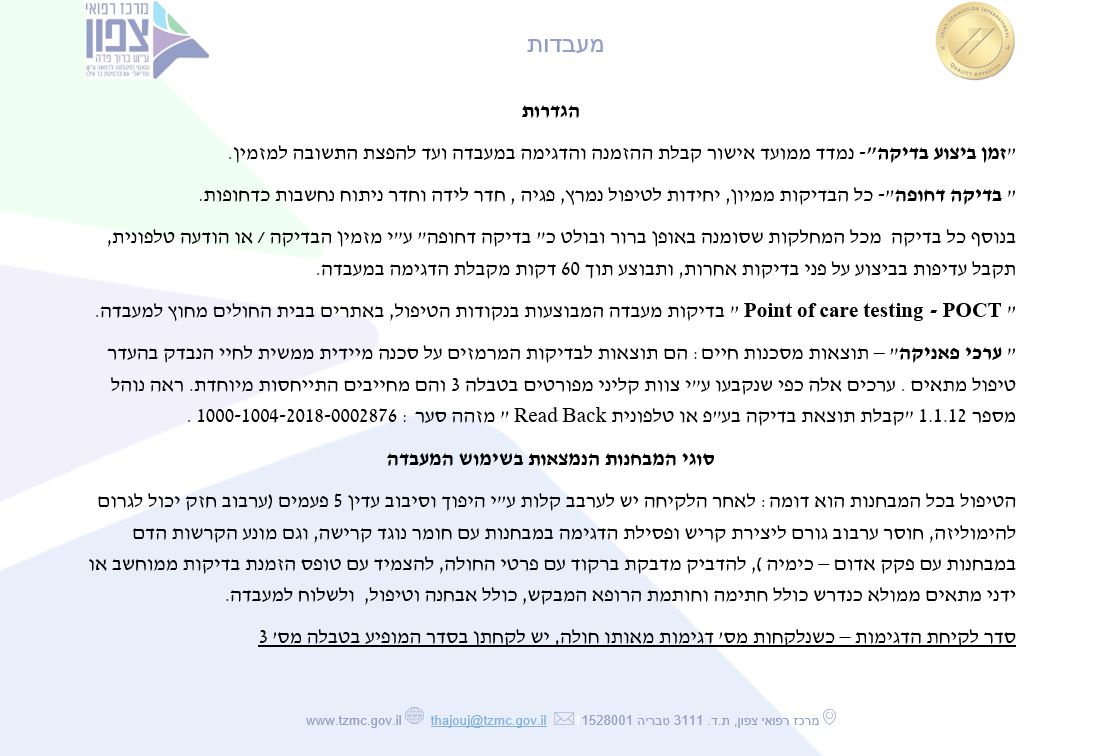 מרכז רפואי
צפון
ע״ש ברוך פדה
מעבדות
JOINT COMMISSION INTERNATIONAL
QUALITY APPROVAL
הגדרות
״זמן ביצוע בדיקה״- נמדד ממועד אישור קבלת ההזמנה והדגימה במעבדה ועד להפצת התשובה למזמין.
״ בדיקה דחופה״- כל הבדיקות ממיון, יחידות לטיפול נמרץ, פגיה , חדר לידה וחדר ניתוח נחשבות כדחופות.
בנוסף כל בדיקה מכל המחלקות שסומנה באופן ברור ובולט כ״ בדיקה דחופה״ ע״י מזמין הבדיקה / או הודעה טלפונית,
תקבל עדיפות בביצוע על פני בדיקות אחרות, ותבוצע תוך 60 דקות מקבלת הדגימה במעבדה.
״ Point of care testing - POCT ״ בדיקות מעבדה המבוצעות בנקודות הטיפול, באתרים בבית החולים מחוץ למעבדה.
״ ערכי פאניקה״ – תוצאות מסכנות חיים : הם תוצאות לבדיקות המרמזים על סכנה מיידית ממשית לחיי הנבדק בהעדר
טיפול מתאים . ערכים אלה כפי שנקבעו ע״י צוות קליני מפורטים בטבלה 3 והם מחייבים התייחסות מיוחדת. ראה נוהל
מספר 1.1.12 ״קבלת תוצאת בדיקה בע״פ או טלפונית Read Back ״ מזהה סער : 1000-1004-2018-0002876 .
סוגי המבחנות הנמצאות בשימוש המעבדה
הטיפול בכל המבחנות הוא דומה : לאחר הלקיחה יש לערבב קלות ע״י היפוך וסיבוב עדין 5 פעמים (ערבוב חזק יכול לגרום
להימוליזה, חוסר ערבוב גורם ליצירת קריש ופסילת הדגימה במבחנות עם חומר נוגד קרישה, וגם מונע הקרשות הדם
במבחנות עם פקק אדום – כימיה ), להדביק מדבקת ברקוד עם פרטי החולה, להצמיד עם טופס הזמנת בדיקות ממוחשב או
ידני מתאים ממולא כנדרש כולל חתימה וחותמת הרופא המבקש, כולל אבחנה וטיפול, ולשלוח למעבדה.
סדר לקיחת הדגימות – כשנלקחות מס׳ דגימות מאותו חולה, יש לקחתן בסדר המופיע בטבלה מס׳ 3
מרכז רפואי צפון, ת.ד. 3111 טבריה 1528001 thajouj@tzmc.gov.il www.tzmc.gov.il